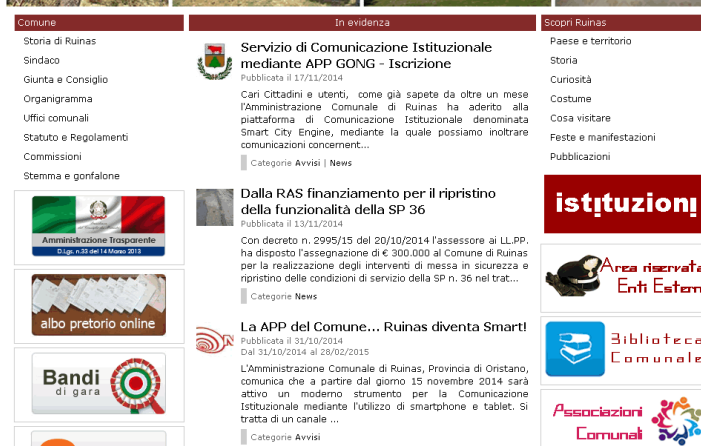 Comune
Storia di Ruinas
Sindaco
Giunta e Consiglio
Organigramma
Uffici comunali
Statuto e Regolamenti
Commissioni
Stemma e gonfalone
Amministrazione Trasparente
D.Lgs. n.33 del 14 Marzo 2013
albo pretorio online
Bandi
di gara
In evidenza
Servizio di Comunicazione Istituzionale
mediante APP GONG - Iscrizione
Pubblicata il 17/11/2014
Cari Cittadini e utenti, come già sapete da oltre un mese
l'Amministrazione Comunale di Ruinas ha aderito alla
piattaforma di Comunicazione Istituzionale denominata
Smart City Engine, mediante la quale possiamo inoltrare
comunicazioni concernent...
Categorie Avvisi | News
Dalla RAS finanziamento per il ripristino
della funzionalità della SP 36
Pubblicata il 13/11/2014
Con decreto n. 2995/15 del 20/10/2014 l'assessore ai LL.PP.
ha disposto l'assegnazione di € 300.000 al Comune di Ruinas
per la realizzazione degli interventi di messa in sicurezza e
ripristino delle condizioni di servizio della SP n. 36 nel trat...
Categorie News
La APP del Comune... Ruinas diventa Smart!
Pubblicata il 31/10/2014
Dal 31/10/2014 al 28/02/2015
L'Amministrazione Comunale di Ruinas, Provincia di Oristano,
comunica che a partire dal giorno 15 novembre 2014 sarà
attivo un moderno strumento per la Comunicazione
Istituzionale mediante l'utilizzo di smartphone e tablet. Si
tratta di un canale ...
Categorie Avvisi
Scopri Ruinas
Paese e territorio
Storia
Curiosità
Costume
Cosa visitare
Feste e manifestazioni
Pubblicazioni
istituzioni
Area riservata
Enti Estern
Biblioteca
Comunale
Associazioni
Comunali